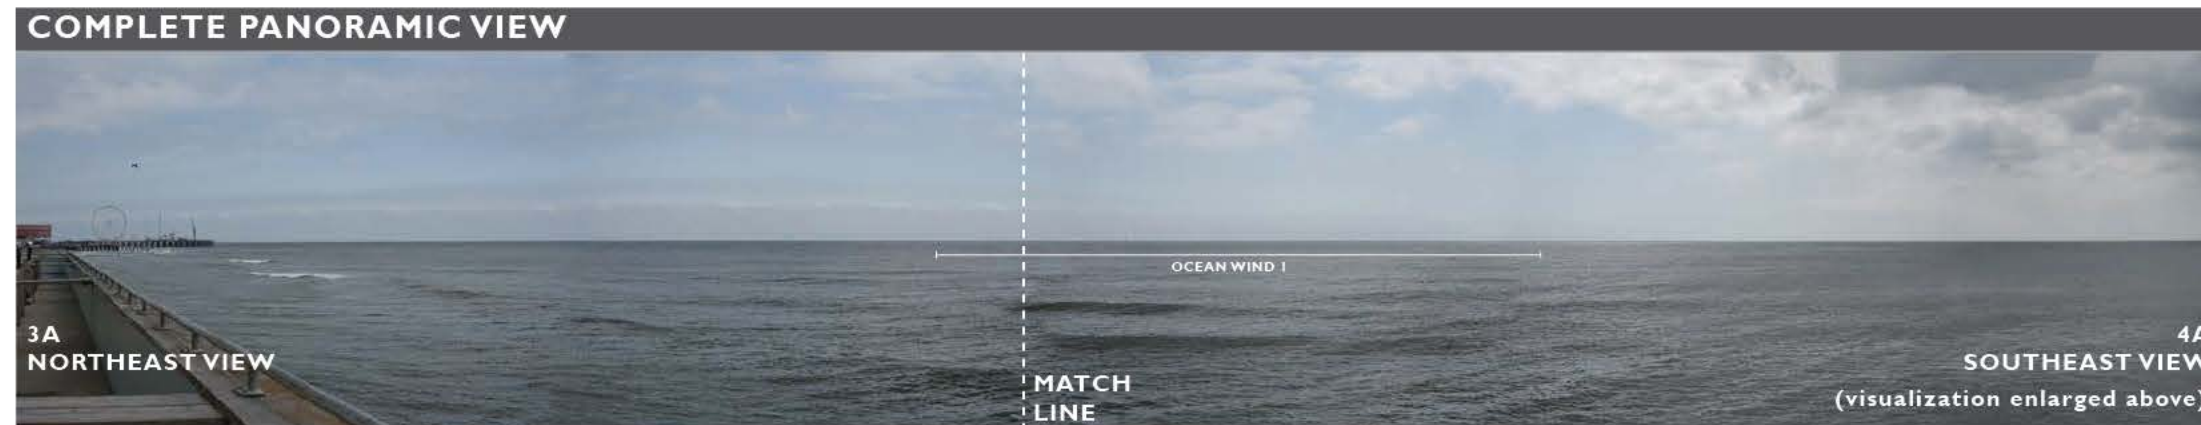 COMPLETE PANORAMIC VIEW
OCEAN WIND 1
3A
NORTHEAST VIEW
MATCH
LINE
4A
SOUTHEAST VIEW
(visualization enlarged above)